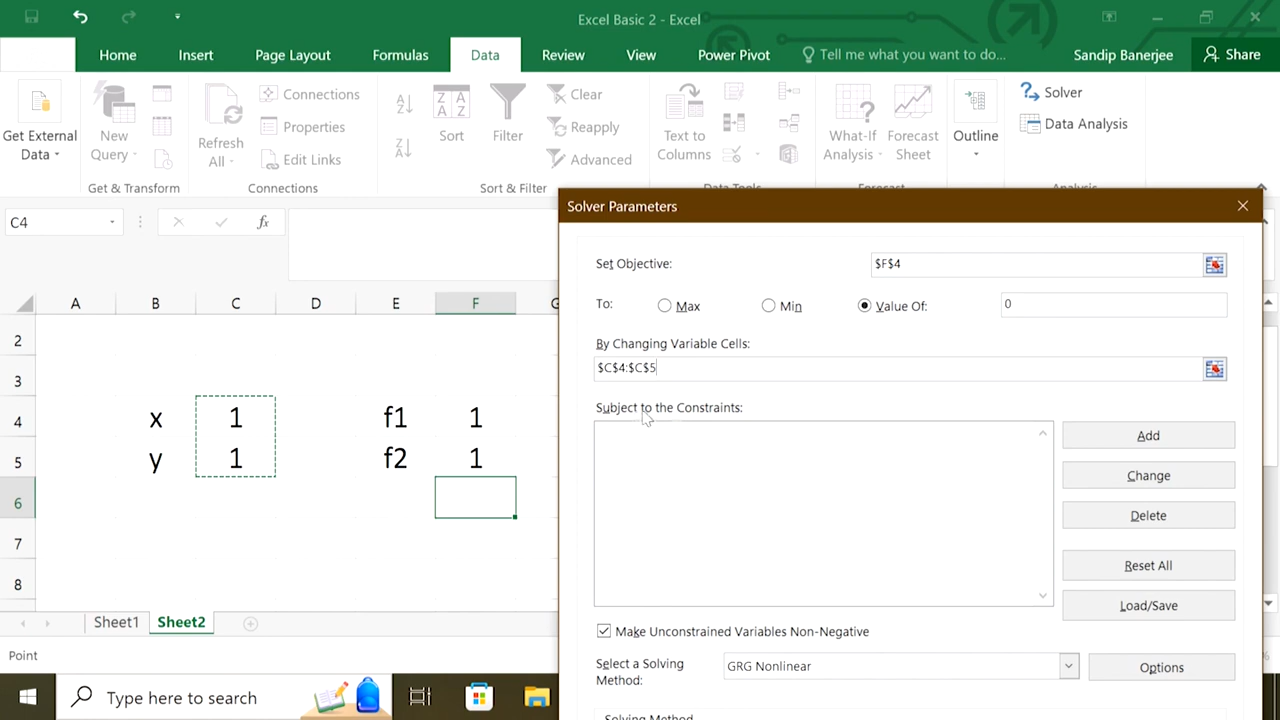 Excel Basic 2 - Excel
Home Insert Page Layout Formulas Data Review View Power Pivot Tell me what you want to do... Sandip Banerjee Share
Get External Data
New Query
Get & Transform
Refresh All
Connections
Properties
Edit Links
Connections
Sort
Filter
Clear
Reapply
Advanced
Sort & Filter
Text to Columns
Data Tools
What-If Analysis
Forecast Sheet
Forecast
Outline
Solver
Data Analysis
Analysis
C4
fx
A B C D E F G
2
3
4 x 1 f1 1
5 y 1 f2 1
6
7
8
Sheet1 Sheet2
Point
Solver Parameters
Set Objective: $F$4
To: Max Min Value Of: 0
By Changing Variable Cells:
$C$4:$C$5
Subject to the Constraints:
Add
Change
Delete
Reset All
Load/Save
Make Unconstrained Variables Non-Negative
Select a Solving Method: GRG Nonlinear Options
Solving Method
Type here to search